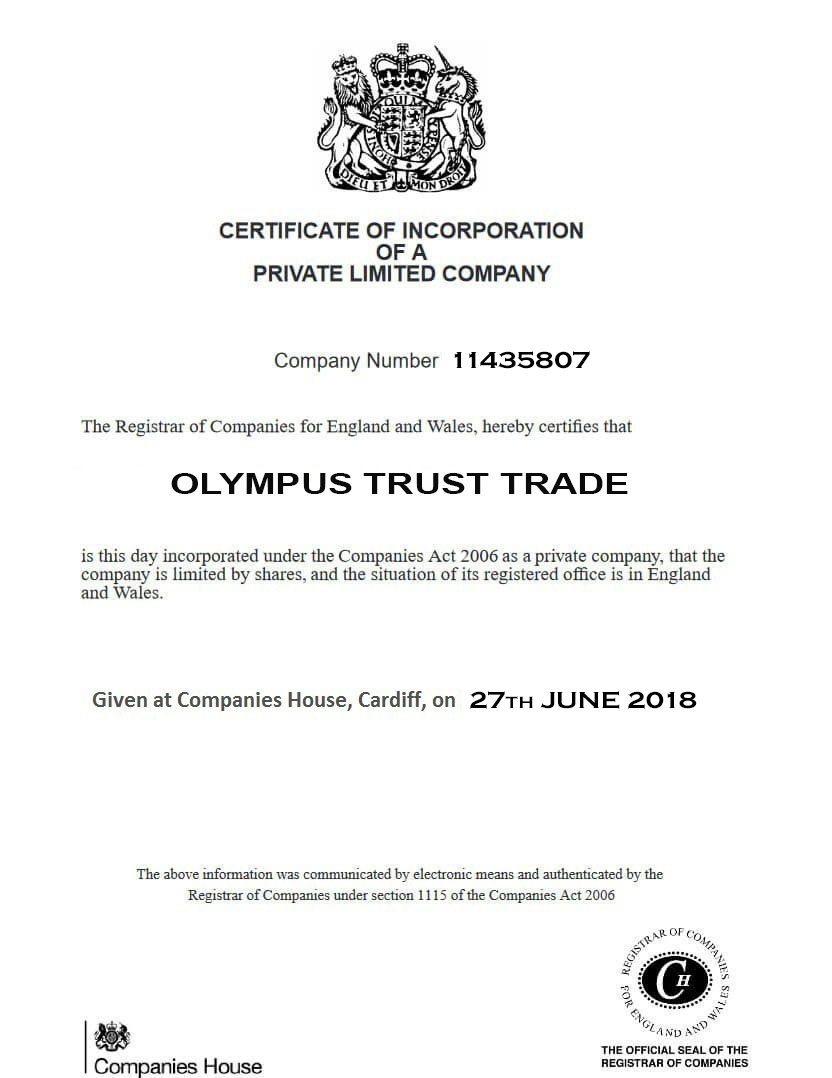 QUI
HONI
PENSE
DIEU ET MON DROIT
CERTIFICATE OF INCORPORATION
OF A
PRIVATE LIMITED COMPANY
Company Number 11435807
The Registrar of Companies for England and Wales, hereby certifies that
OLYMPUS TRUST TRADE
is this day incorporated under the Companies Act 2006 as a private company, that the
company is limited by shares, and the situation of its registered office is in England
and Wales.
Given at Companies House, Cardiff, on 27TH JUNE 2018
The above information was communicated by electronic means and authenticated by the
Registrar of Companies under section 1115 of the Companies Act 2006
REGISTRAR OF COMPANIES
FOR ENGLAND AND WALES
CH
THE OFFICIAL SEAL OF THE
REGISTRAR OF COMPANIES
Companies House